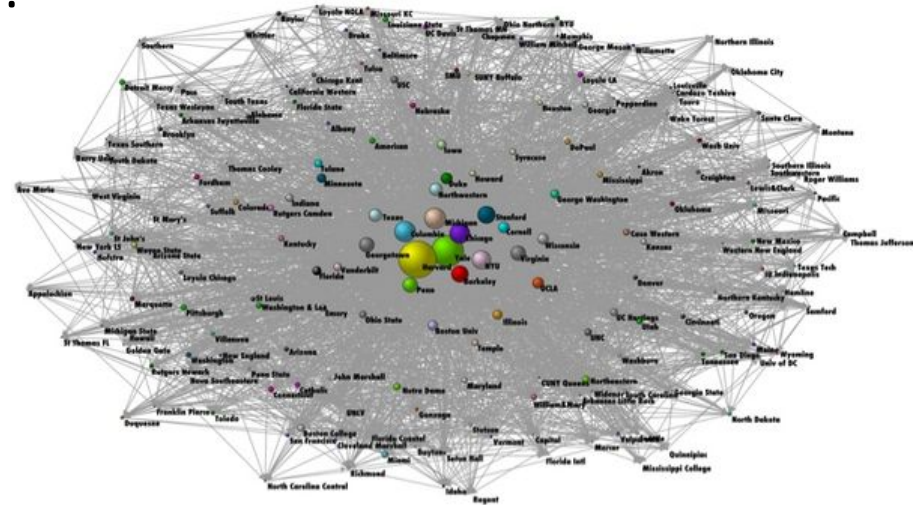 Loyola NOLA
Missouri KC
Baylor
Louisiana State
UC Davis
St Thomas MN
Ohio Northern
BYU
Whittier
Drake
Chapman
Memphis
William Mitchell
George Mason
Willamette
Northern Illinois
Southern
Baltimore
Tulsa
SMU
SUNY Buffalo
Oklahoma City
Detroit Mercy
Pace
Chicago Kent
USC
Loyola LA
Louisville
California Western
Cardozo Yeshiva
Texas Wesleyan
South Texas
Florida State
Nebraska
Houston
Georgia
Pepperdine
Arkansas Fayetteville
Alabama
Wake Forest
Santa Clara
Brooklyn
Albany
Montana
Texas Southern
American
Iowa
DePaul
Wash Univ
Syracuse
South Dakota
Thomas Cooley
Tulane
Howard
Akron
Southern Illinois
Southwestern
Fordham
Minnesota
Duke
Mississippi
Creighton
Roger Williams
Ave Maria
Northwestern
Lewis&Clark
West Virginia
Indiana
George Washington
Pacific
Suffolk
Colorado
Rutgers Camden
Oklahoma
Missouri
St Mary's
Texas
Michigan
Stanford
Columbia
Chicago
Cornell
Case Western
Campbell
St John's
Kentucky
Wisconsin
Kansas
New Mexico
Thomas Jefferson
New York LS
Wayne State
Georgetown
Yale
Western New England
Hofstra
Arizona State
Harvard
NYU
Virginia
Texas Tech
Loyola Chicago
Florida
Vanderbilt
Berkeley
IU Indianapolis
Penn
UCLA
Denver
Appalachian
Marquette
St Louis
Northern Kentucky
Hamline
Pittsburgh
Washington & Lee
Emory
Ohio State
Illinois
UC Hastings
Cincinnati
Oregon
Samford
Michigan State
Boston Univ
Utah
Hawaii
Villanova
UNC
St Thomas FL
Temple
Golden Gate
Washington
New England
Arizona
Maine
Wyoming
Rutgers Newark
Washburn
Tennessee
San Diego
Univ of DC
Nova Southeastern
Penn State
John Marshall
Notre Dame
Maryland
CUNY Queens
Northeastern
Connecticut
Catholic
Widener
South Carolina
Georgia State
William&Mary
Arkansas Little Rock
Franklin Pierce
Toledo
UNLV
Gonzaga
North Dakota
Duquesne
Boston College
Stetson
San Francisco
Florida Coastal
Vermont
Capital
Cleveland Marshall
Dayton
Mercer
Miami
Seton Hall
Florida Intl
Quinnipiac
Richmond
Mississippi College
North Carolina Central
Idaho
Regent